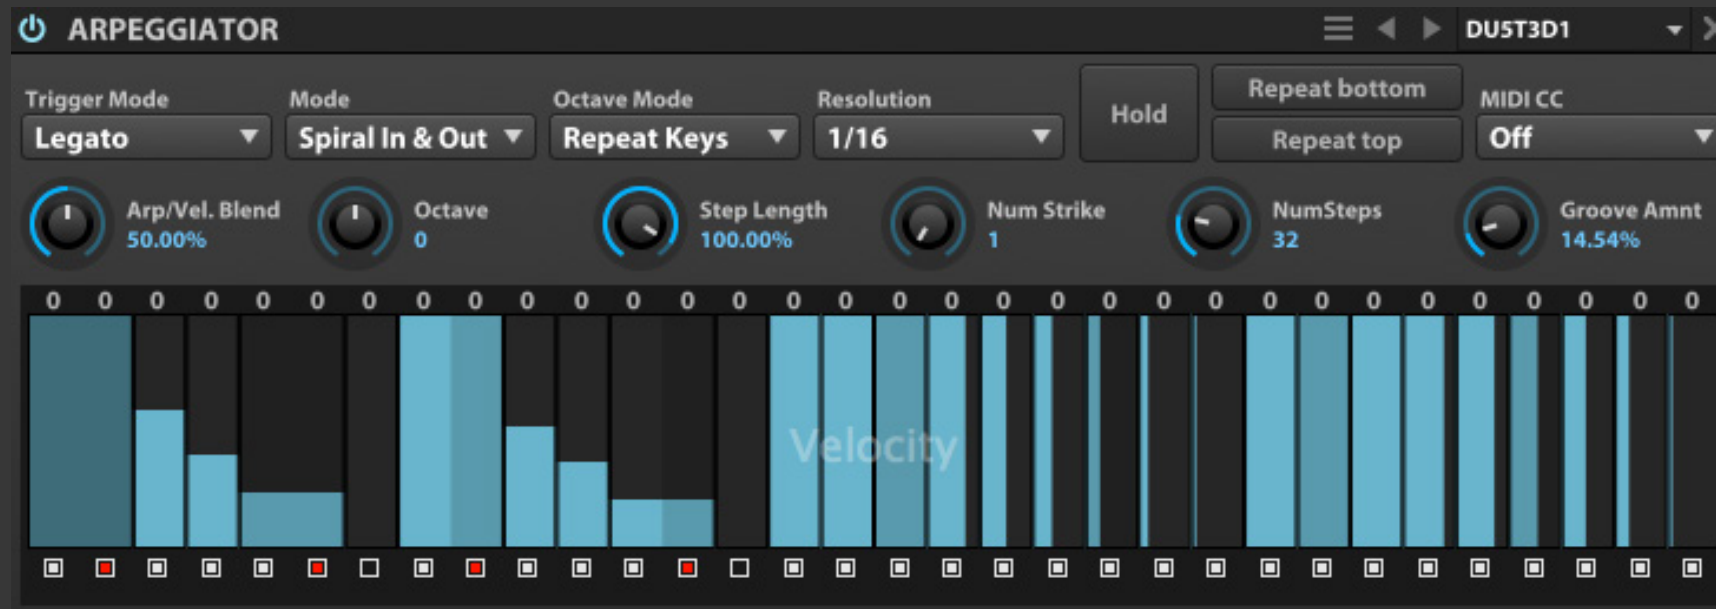 ARPEGGIATOR DU5T3D1
Trigger Mode Mode Octave Mode Resolution Hold Repeat bottom MIDI CC
Legato Spiral In & Out Repeat Keys 1/16 Repeat top Off
Arp/Vel. Blend Octave Step Length Num Strike NumSteps Groove Amnt
50.00% 0 100.00% 1 32 14.54%
0 0 0 0 0 0 0 0 0 0 0 0 0 0 0 0 0 0 0 0 0 0 0 0 0 0 0 0 0 0 0 0
Velocity